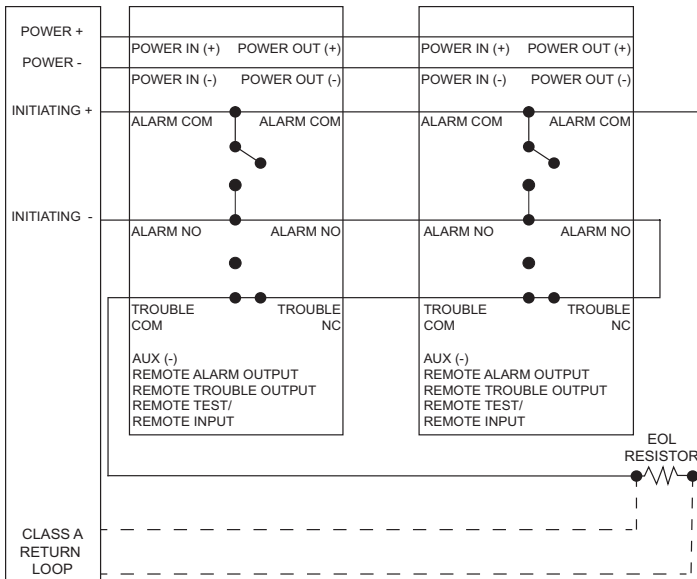 POWER +
POWER -
INITIATING +
INITIATING -
CLASS A
RETURN
LOOP
POWER IN (+) POWER OUT (+)
POWER IN (-) POWER OUT (-)
ALARM COM ALARM COM
ALARM NO ALARM NO
TROUBLE TROUBLE
COM NC
AUX (-)
REMOTE ALARM OUTPUT
REMOTE TROUBLE OUTPUT
REMOTE TEST/
REMOTE INPUT
POWER IN (+) POWER OUT (+)
POWER IN (-) POWER OUT (-)
ALARM COM ALARM COM
ALARM NO ALARM NO
TROUBLE TROUBLE
COM NC
AUX (-)
REMOTE ALARM OUTPUT
REMOTE TROUBLE OUTPUT
REMOTE TEST/
REMOTE INPUT
EOL
RESISTOR